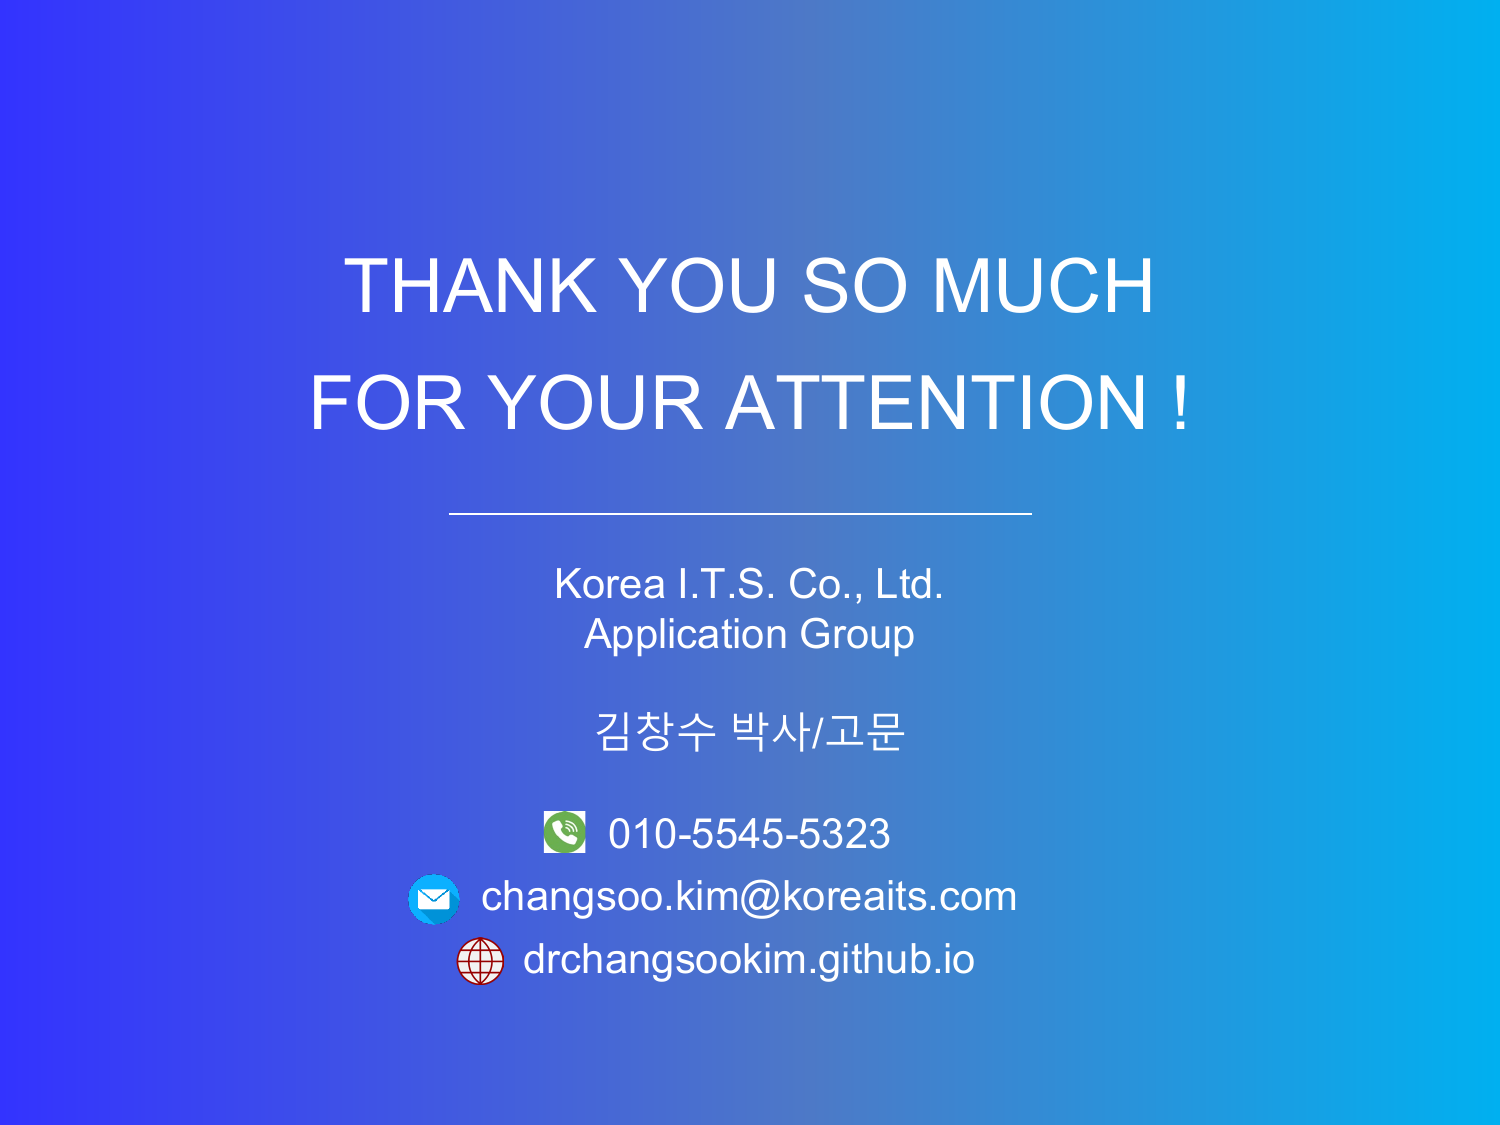 THANK YOU SO MUCH
FOR YOUR ATTENTION !
Korea I.T.S. Co., Ltd.
Application Group
김창수 박사/고문
010-5545-5323
changsoo.kim@koreaits.com
drchangsookim.github.io